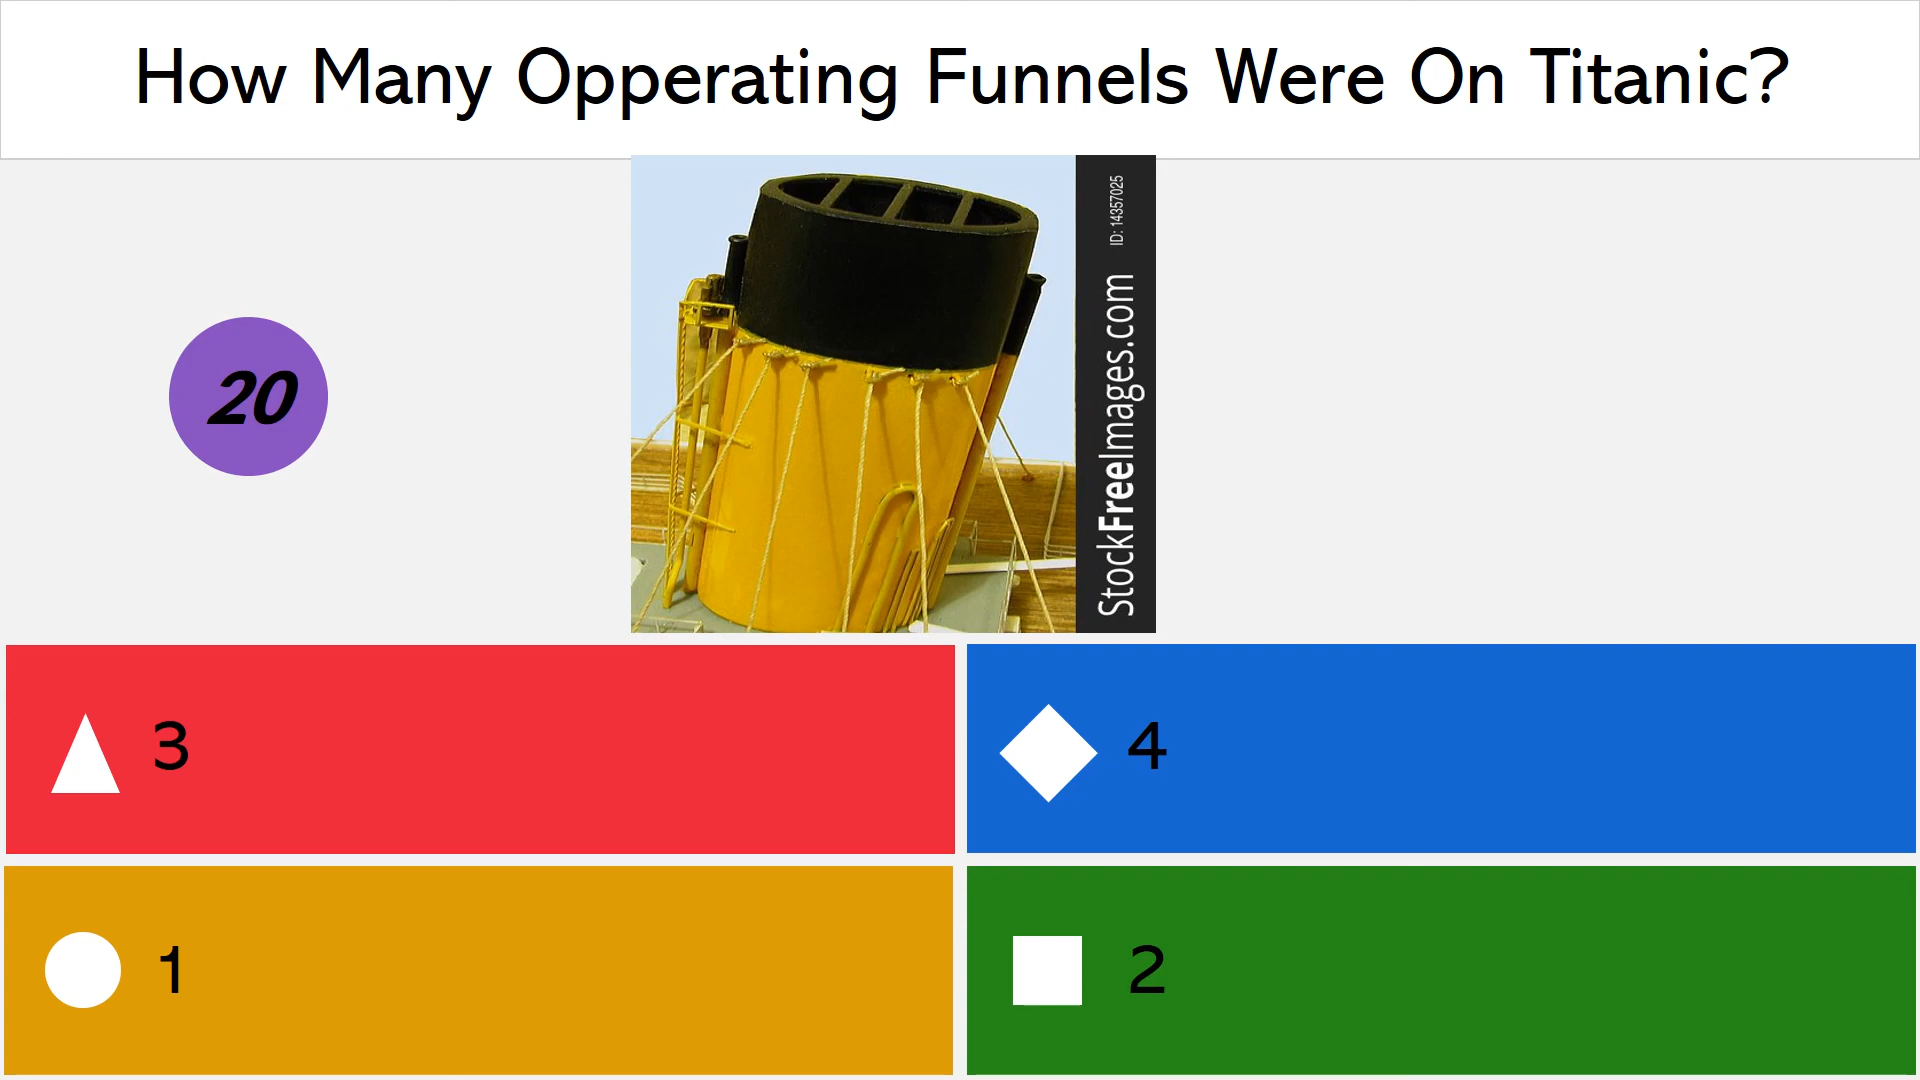 How Many Opperating Funnels Were On Titanic?
ID: 14357025
StockFreeImages.com
20
3
4
1
2